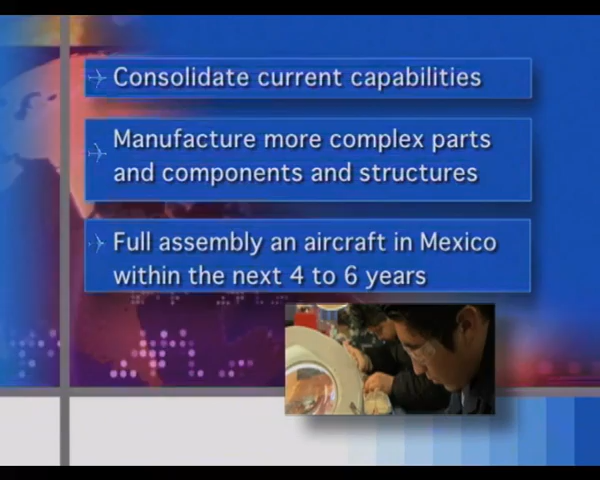 Consolidate current capabilities
Manufacture more complex parts
and components and structures
Full assembly an aircraft in Mexico
within the next 4 to 6 years